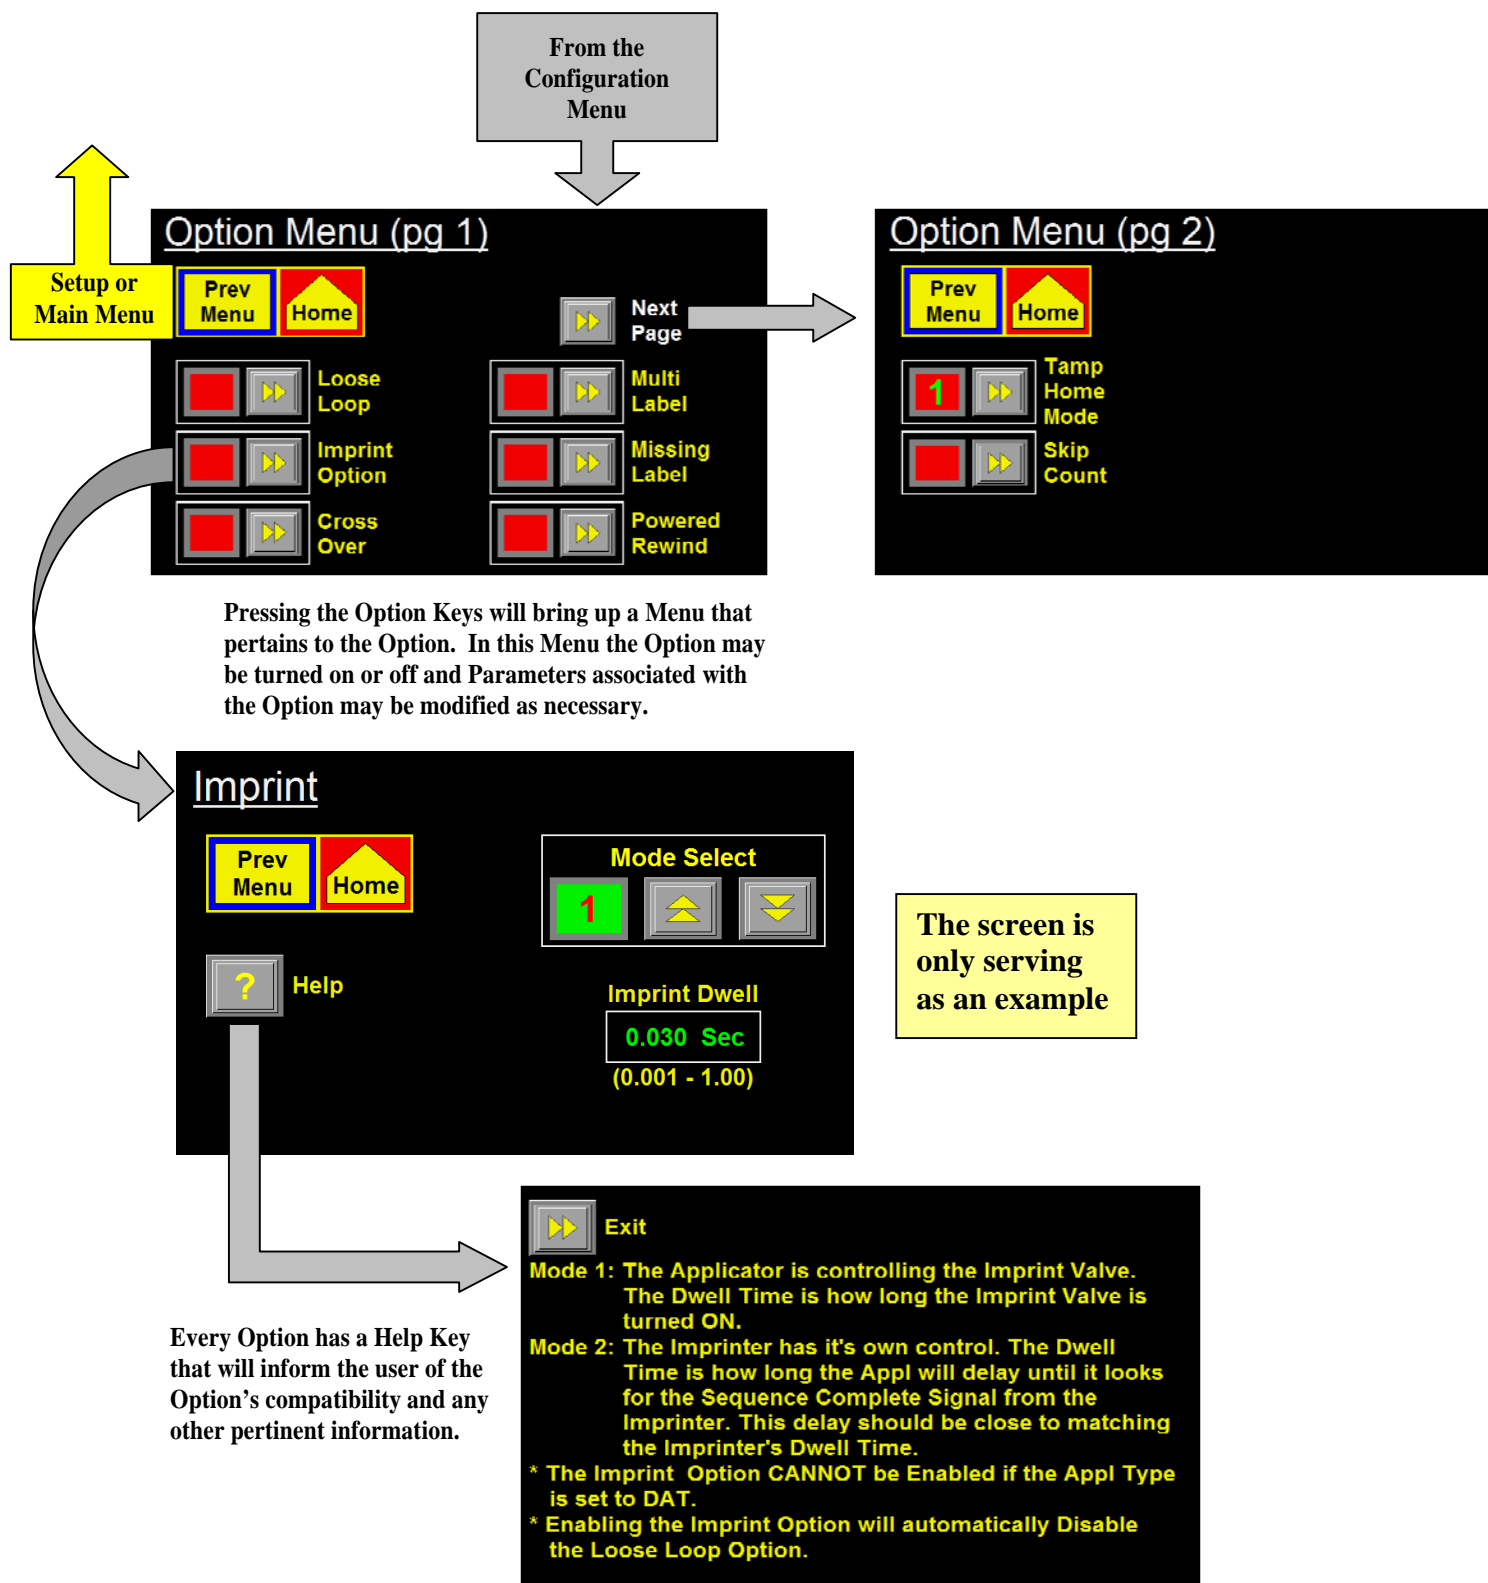 From the
Configuration
Menu
Setup or
Main Menu
Option Menu (pg 1)
Prev
Menu
Home
Next
Page
Loose
Loop
Multi
Label
Imprint
Option
Missing
Label
Cross
Over
Powered
Rewind
Option Menu (pg 2)
Prev
Menu
Home
1
Tamp
Home
Mode
Skip
Count
Pressing the Option Keys will bring up a Menu that
pertains to the Option.  In this Menu the Option may
be turned on or off and Parameters associated with
the Option may be modified as necessary.
Imprint
Prev
Menu
Home
Mode Select
1
?
Help
Imprint Dwell
0.030  Sec
(0.001 - 1.00)
The screen is
only serving
as an example
Every Option has a Help Key
that will inform the user of the
Option’s compatibility and any
other pertinent information.
Exit
Mode 1: The Applicator is controlling the Imprint Valve.
The Dwell Time is how long the Imprint Valve is
turned ON.
Mode 2: The Imprinter has it's own control. The Dwell
Time is how long the Appl will delay until it looks
for the Sequence Complete Signal from the
Imprinter. This delay should be close to matching
the Imprinter's Dwell Time.
* The Imprint  Option CANNOT be Enabled if the Appl Type
is set to DAT.
* Enabling the Imprint Option will automatically Disable
the Loose Loop Option.